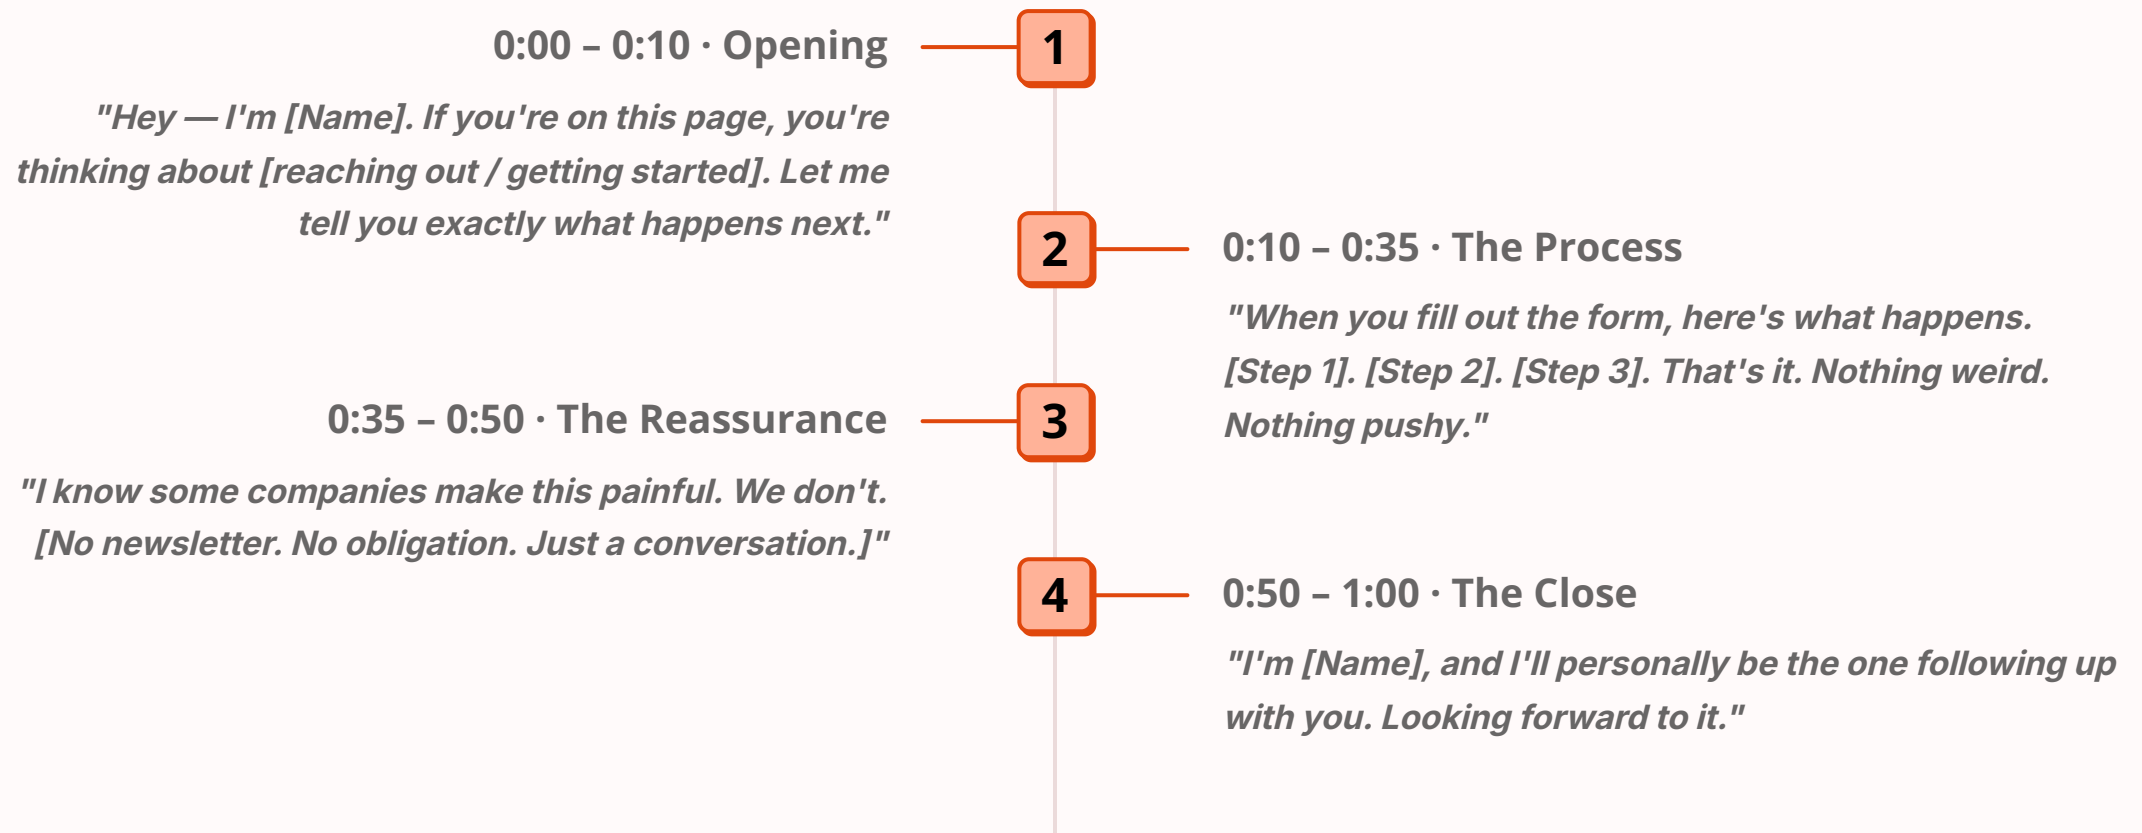 1
0:00 – 0:10 · Opening
"Hey — I'm [Name]. If you're on this page, you're
thinking about [reaching out / getting started]. Let me
tell you exactly what happens next."
2
0:10 – 0:35 · The Process
"When you fill out the form, here's what happens.
[Step 1]. [Step 2]. [Step 3]. That's it. Nothing weird.
Nothing pushy."
3
0:35 – 0:50 · The Reassurance
"I know some companies make this painful. We don't.
[No newsletter. No obligation. Just a conversation.]"
4
0:50 – 1:00 · The Close
"I'm [Name], and I'll personally be the one following up
with you. Looking forward to it."